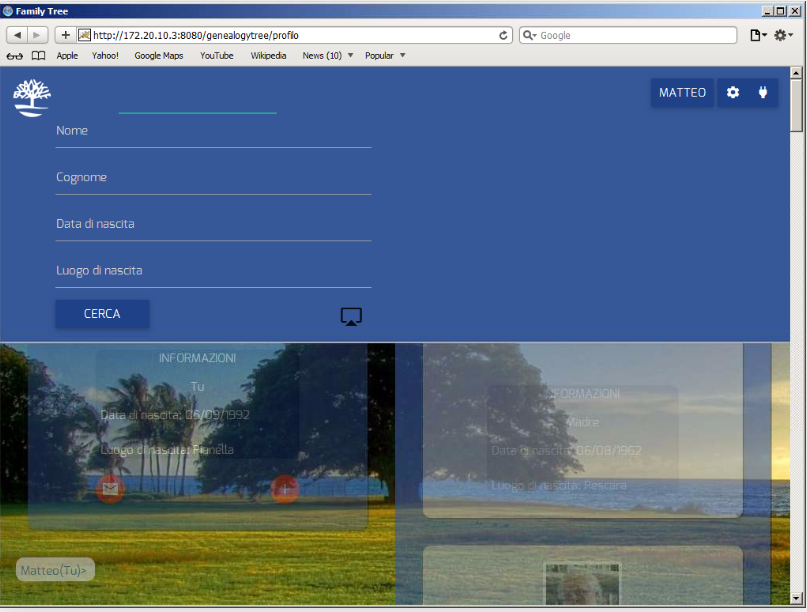 Family Tree
http://172.20.10.3:8080/genealogytree/profilo
Google
Apple Yahoo! Google Maps YouTube Wikipedia News (10) Popular
MATTEO
Nome
Cognome
Data di nascita
Luogo di nascita
CERCA
INFORMAZIONI
Tu
Data di nascita: 06/09/1992
Luogo di nascita: Pianella
INFORMAZIONI
Madre
Data di nascita: 06/08/1962
Luogo di nascita: Pescara
Matteo(Tu)>